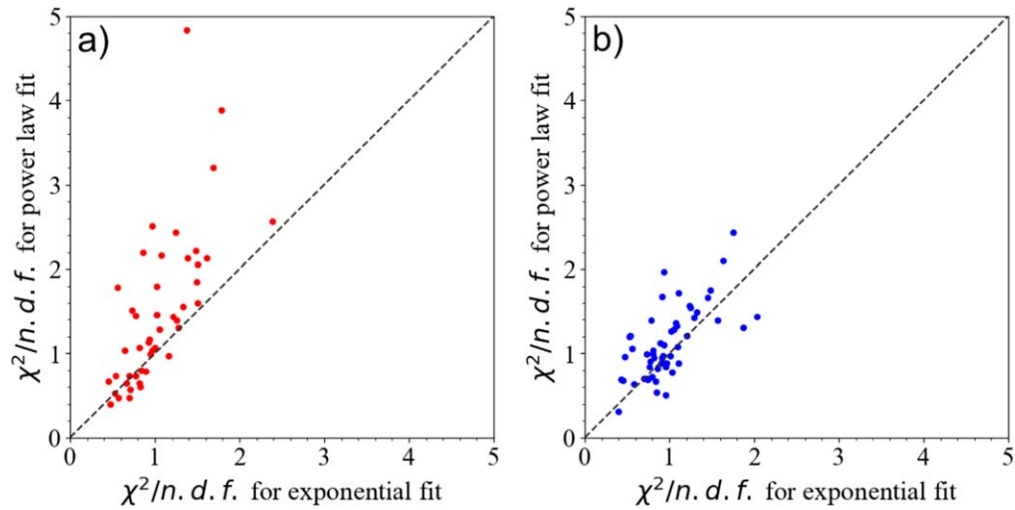 a)
5
4
3
2
1
0
0 1 2 3 4 5
χ²/n. d. f. for power law fit
χ²/n. d. f. for exponential fit
b)
5
4
3
2
1
0
0 1 2 3 4 5
χ²/n. d. f. for power law fit
χ²/n. d. f. for exponential fit